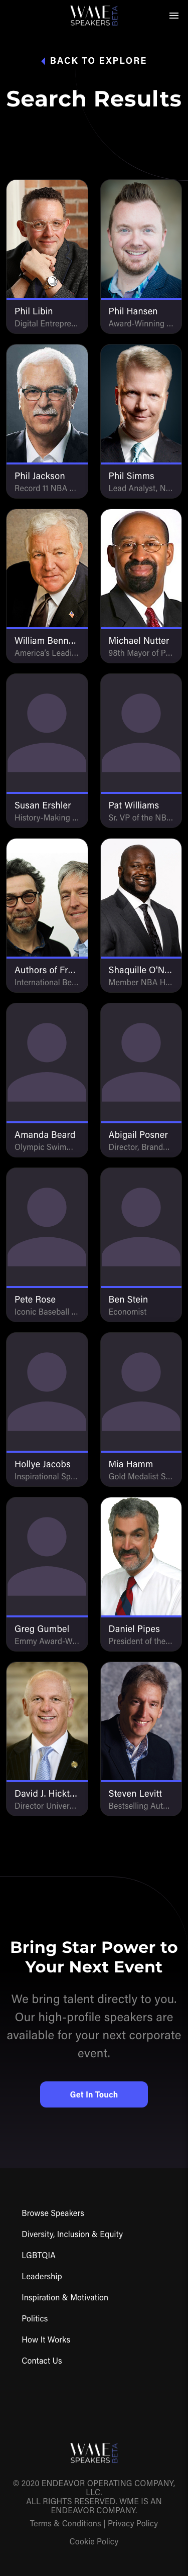 WME
SPEAKERS BETA
BACK TO EXPLORE
Search Results
Phil Libin
Digital Entrepre...
Phil Hansen
Award-Winning ...
Phil Jackson
Record 11 NBA ...
Phil Simms
Lead Analyst, N...
William Benn...
America's Leadi...
Michael Nutter
98th Mayor of P...
Susan Ershler
History-Making ...
Pat Williams
Sr. VP of the NB...
Authors of Fr...
International Be...
Shaquille O'N...
Member NBA H...
Amanda Beard
Olympic Swim...
Abigail Posner
Director, Brand...
Pete Rose
Iconic Baseball ...
Ben Stein
Economist
Hollye Jacobs
Inspirational Sp...
Mia Hamm
Gold Medalist S...
Greg Gumbel
Emmy Award-W...
Daniel Pipes
President of the...
David J. Hickt...
Director Univer...
Steven Levitt
Bestselling Aut...
Bring Star Power to
Your Next Event
We bring talent directly to you.
Our high-profile speakers are
available for your next corporate
event.
Get In Touch
Browse Speakers
Diversity, Inclusion & Equity
LGBTQIA
Leadership
Inspiration & Motivation
Politics
How It Works
Contact Us
WME
SPEAKERS BETA
© 2020 ENDEAVOR OPERATING COMPANY,
LLC.
ALL RIGHTS RESERVED. WME IS AN
ENDEAVOR COMPANY.
Terms & Conditions | Privacy Policy
Cookie Policy